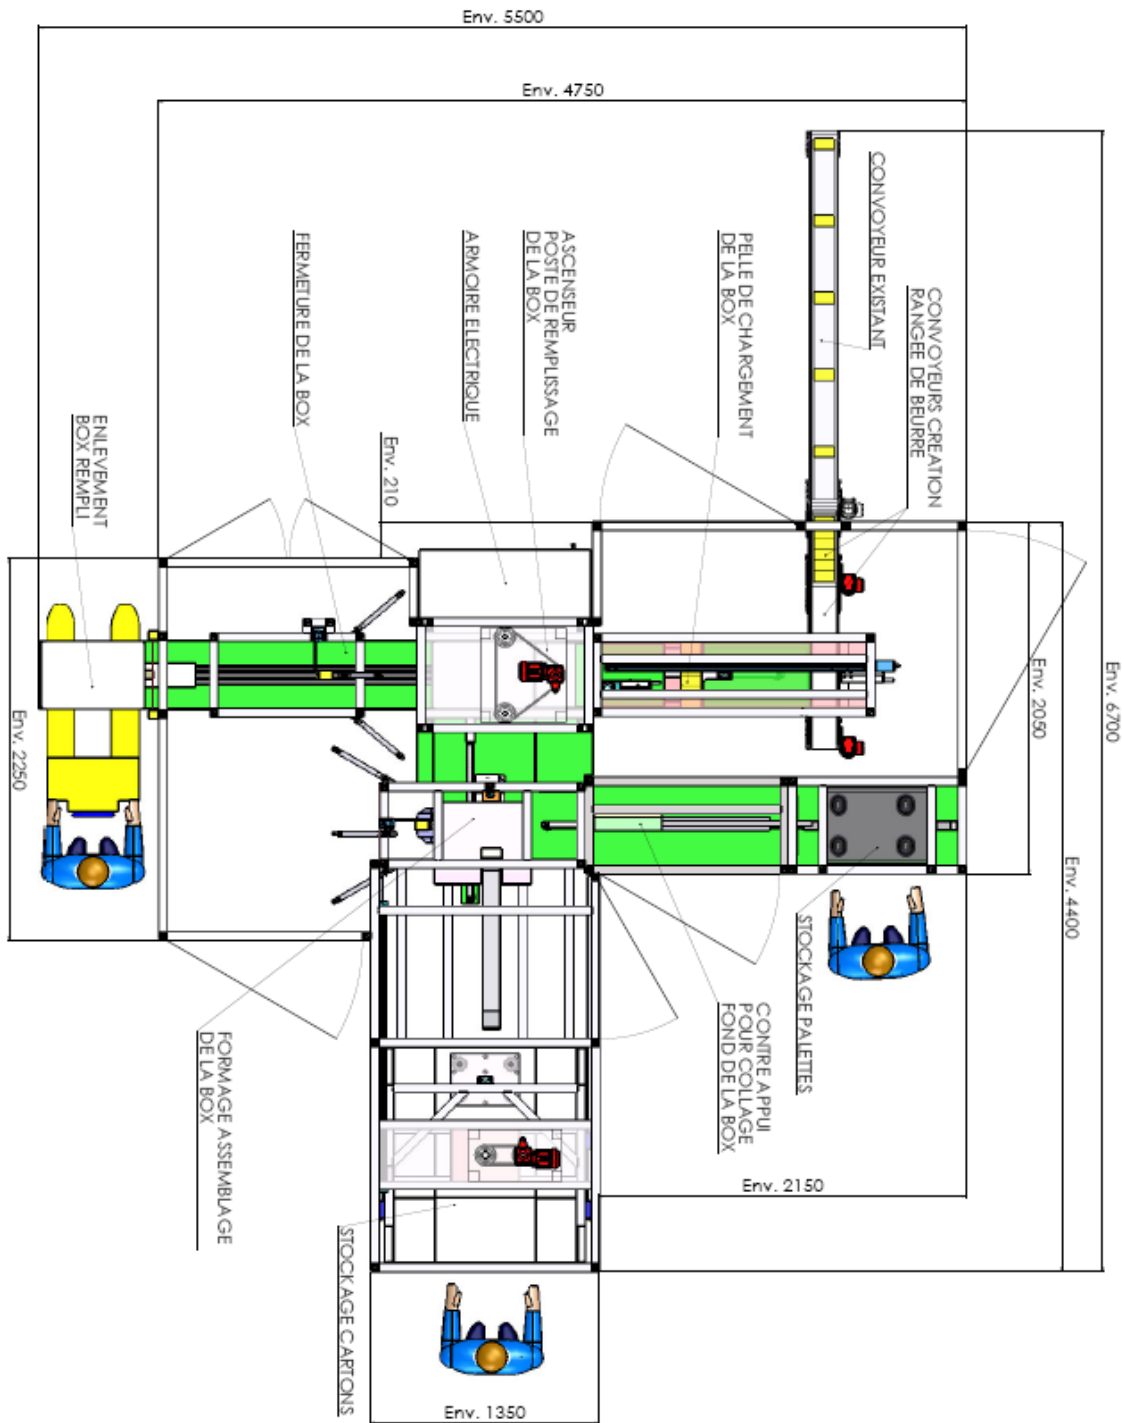 Env. 5500
Env. 4750
CONVOYEUR EXISTANT
CONVOYEURS CREATION
RANGEE DE BEURRE
PELLE DE CHARGEMENT
DE LA BOX
ASCENSEUR
POSTE DE REMPLISSAGE
DE LA BOX
ARMOIRE ELECTRIQUE
FERMETURE DE LA BOX
ENLEVEMENT
BOX REMPLI
Env. 210
Env. 2250
Env. 2050
Env. 6700
Env. 4400
STOCKAGE PALETTES
CONTRE APPUI
POUR COLLAGE
FOND DE LA BOX
FORMAGE ASSEMBLAGE
DE LA BOX
Env. 2150
STOCKAGE CARTONS
Env. 1350